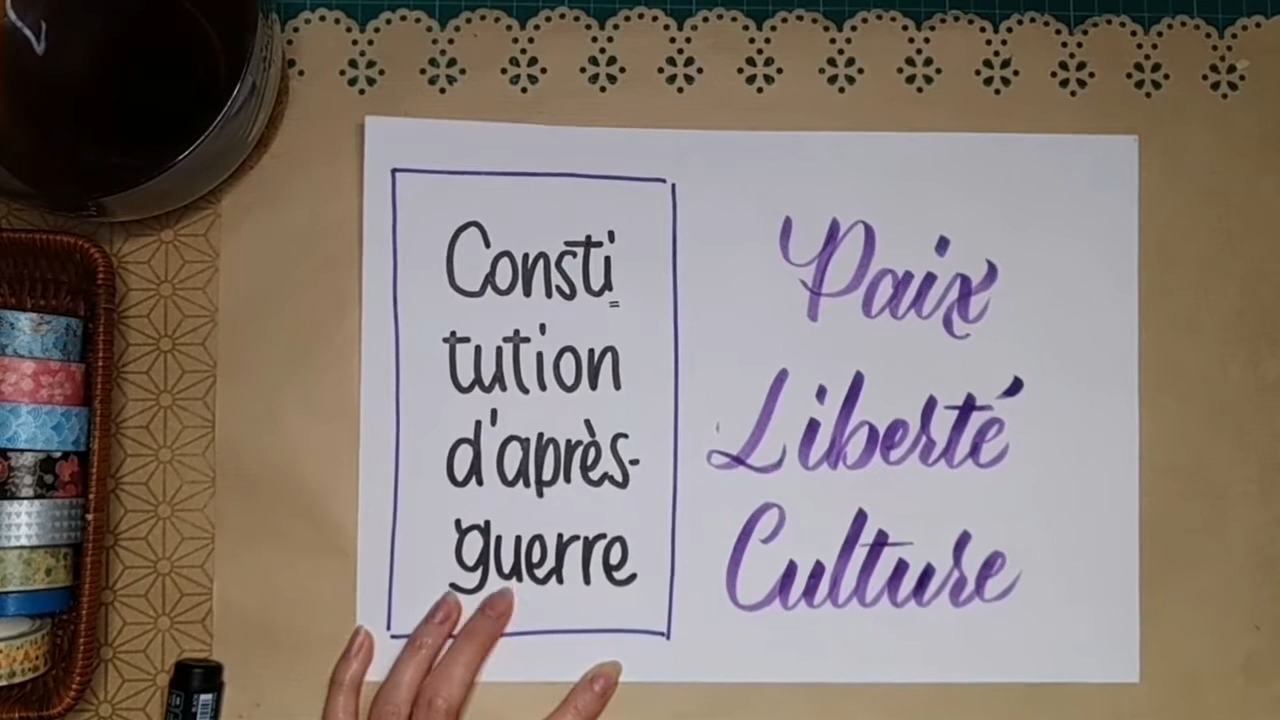 Consti
tution
d'après-
guerre
Paix
Liberté
Culture